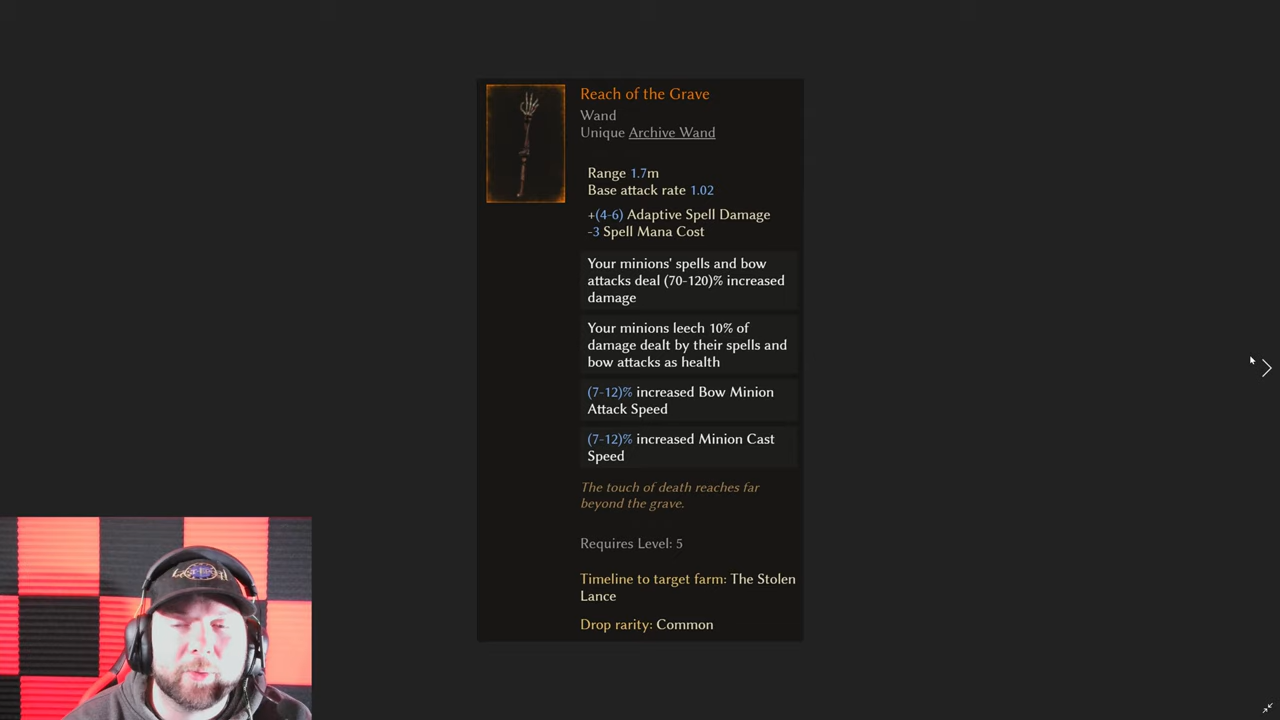 Reach of the Grave
Wand
Unique Archive Wand
Range 1.7m
Base attack rate 1.02
+(4-6) Adaptive Spell Damage
-3 Spell Mana Cost
Your minions' spells and bow
attacks deal (70-120)% increased
damage
Your minions leech 10% of
damage dealt by their spells and
bow attacks as health
(7-12)% increased Bow Minion
Attack Speed
(7-12)% increased Minion Cast
Speed
The touch of death reaches far
beyond the grave.
Requires Level: 5
Timeline to target farm: The Stolen
Lance
Drop rarity: Common